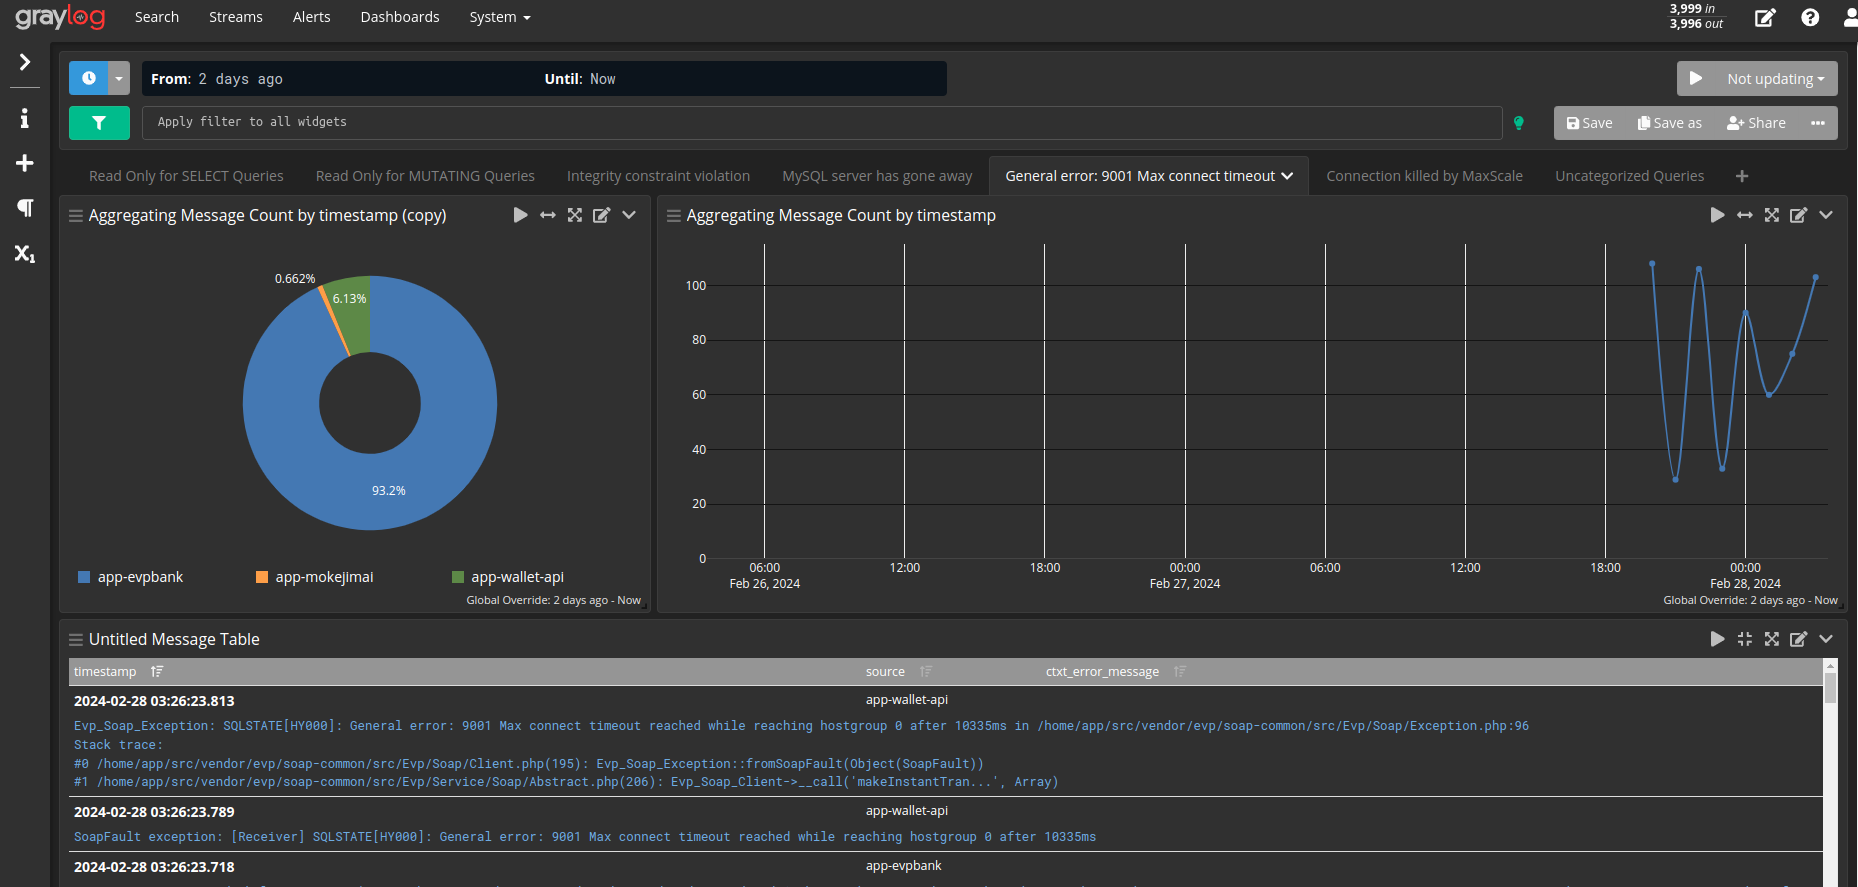 graylog Search Streams Alerts Dashboards System
3,999 in
3,996 out
From: 2 days ago Until: Now
Not updating
Apply filter to all widgets
Save Save as Share
Read Only for SELECT Queries Read Only for MUTATING Queries Integrity constraint violation MySQL server has gone away General error: 9001 Max connect timeout Connection killed by MaxScale Uncategorized Queries
Aggregating Message Count by timestamp (copy)
0.662%
6.13%
93.2%
app-evpbank app-mokejimai app-wallet-api
Global Override: 2 days ago - Now
Aggregating Message Count by timestamp
100
80
60
40
20
0
06:00 12:00 18:00 00:00 06:00 12:00 18:00 00:00
Feb 26, 2024 Feb 27, 2024 Feb 28, 2024
Global Override: 2 days ago - Now
Untitled Message Table
timestamp source ctxt_error_message
2024-02-28 03:26:23.813 app-wallet-api
Evp_Soap_Exception: SQLSTATE[HY000]: General error: 9001 Max connect timeout reached while reaching hostgroup 0 after 10335ms in /home/app/src/vendor/evp/soap-common/src/Evp/Soap/Exception.php:96
Stack trace:
#0 /home/app/src/vendor/evp/soap-common/src/Evp/Soap/Client.php(195): Evp_Soap_Exception::fromSoapFault(Object(SoapFault))
#1 /home/app/src/vendor/evp/soap-common/src/Evp/Service/Soap/Abstract.php(206): Evp_Soap_Client->__call('makeInstantTran...', Array)
2024-02-28 03:26:23.789 app-wallet-api
SoapFault exception: [Receiver] SQLSTATE[HY000]: General error: 9001 Max connect timeout reached while reaching hostgroup 0 after 10335ms
2024-02-28 03:26:23.718 app-evpbank